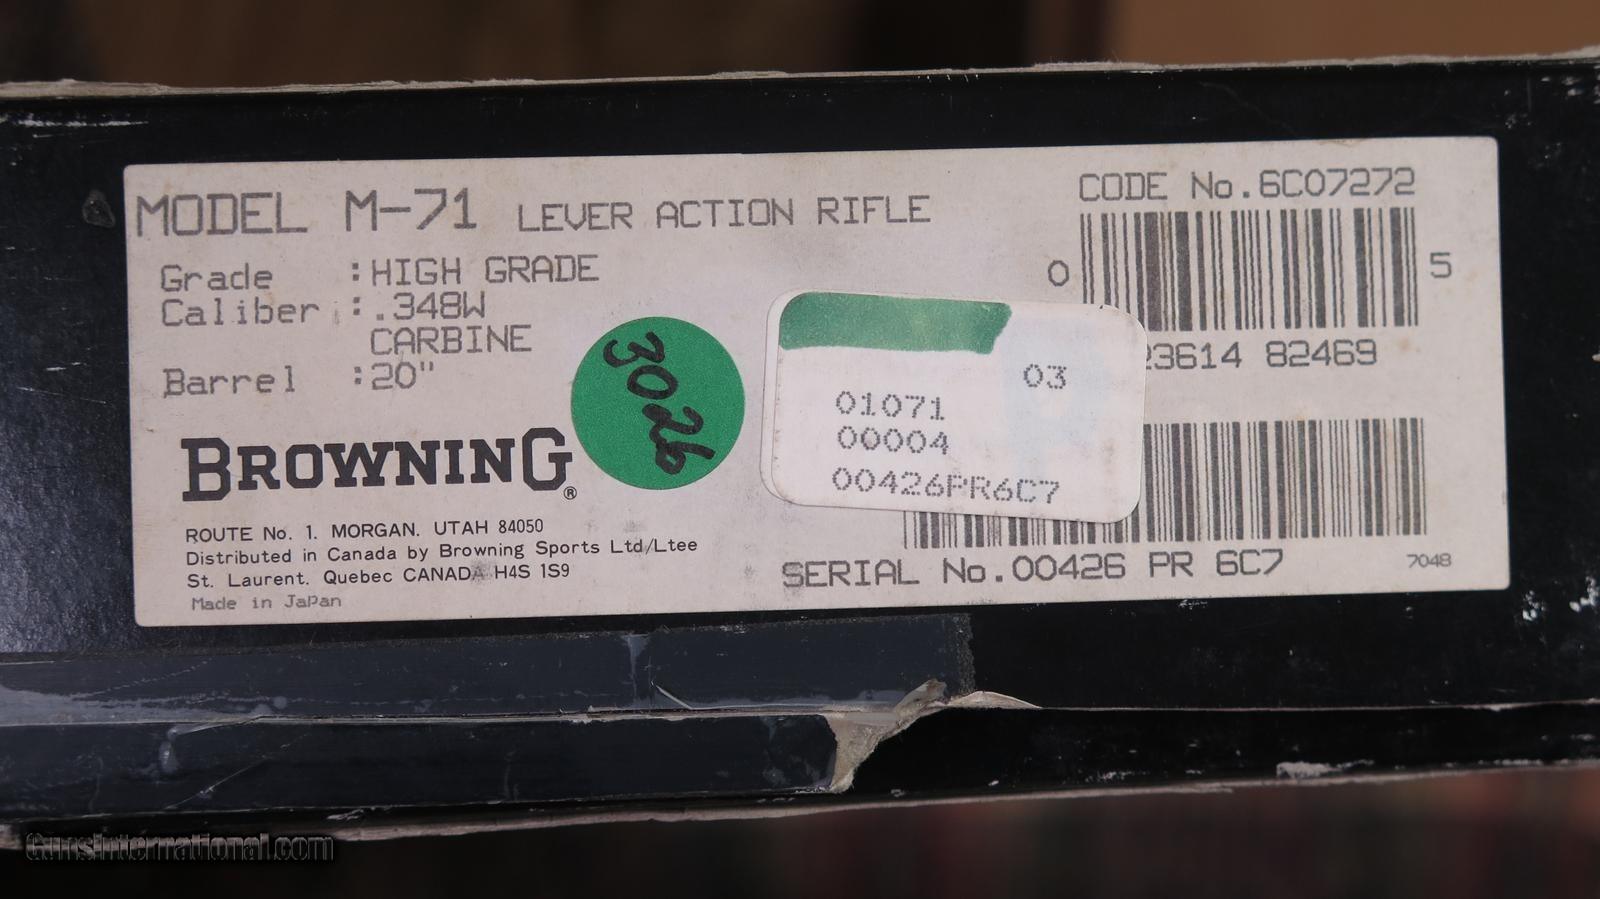 MODEL M-71 LEVER ACTION RIFLE
CODE No.6C07272
Grade :HIGH GRADE
Caliber :.348W
CARBINE
Barrel :20"
0 5
23614 82469
3026
03
01071
00004
00426PR6C7
BROWNING®
ROUTE No. 1. MORGAN. UTAH 84050
Distributed in Canada by Browning Sports Ltd/Ltee
St. Laurent. Quebec CANADA H4S 1S9
Made in Japan
SERIAL No.00426 PR 6C7
7048
GunsInternational.com